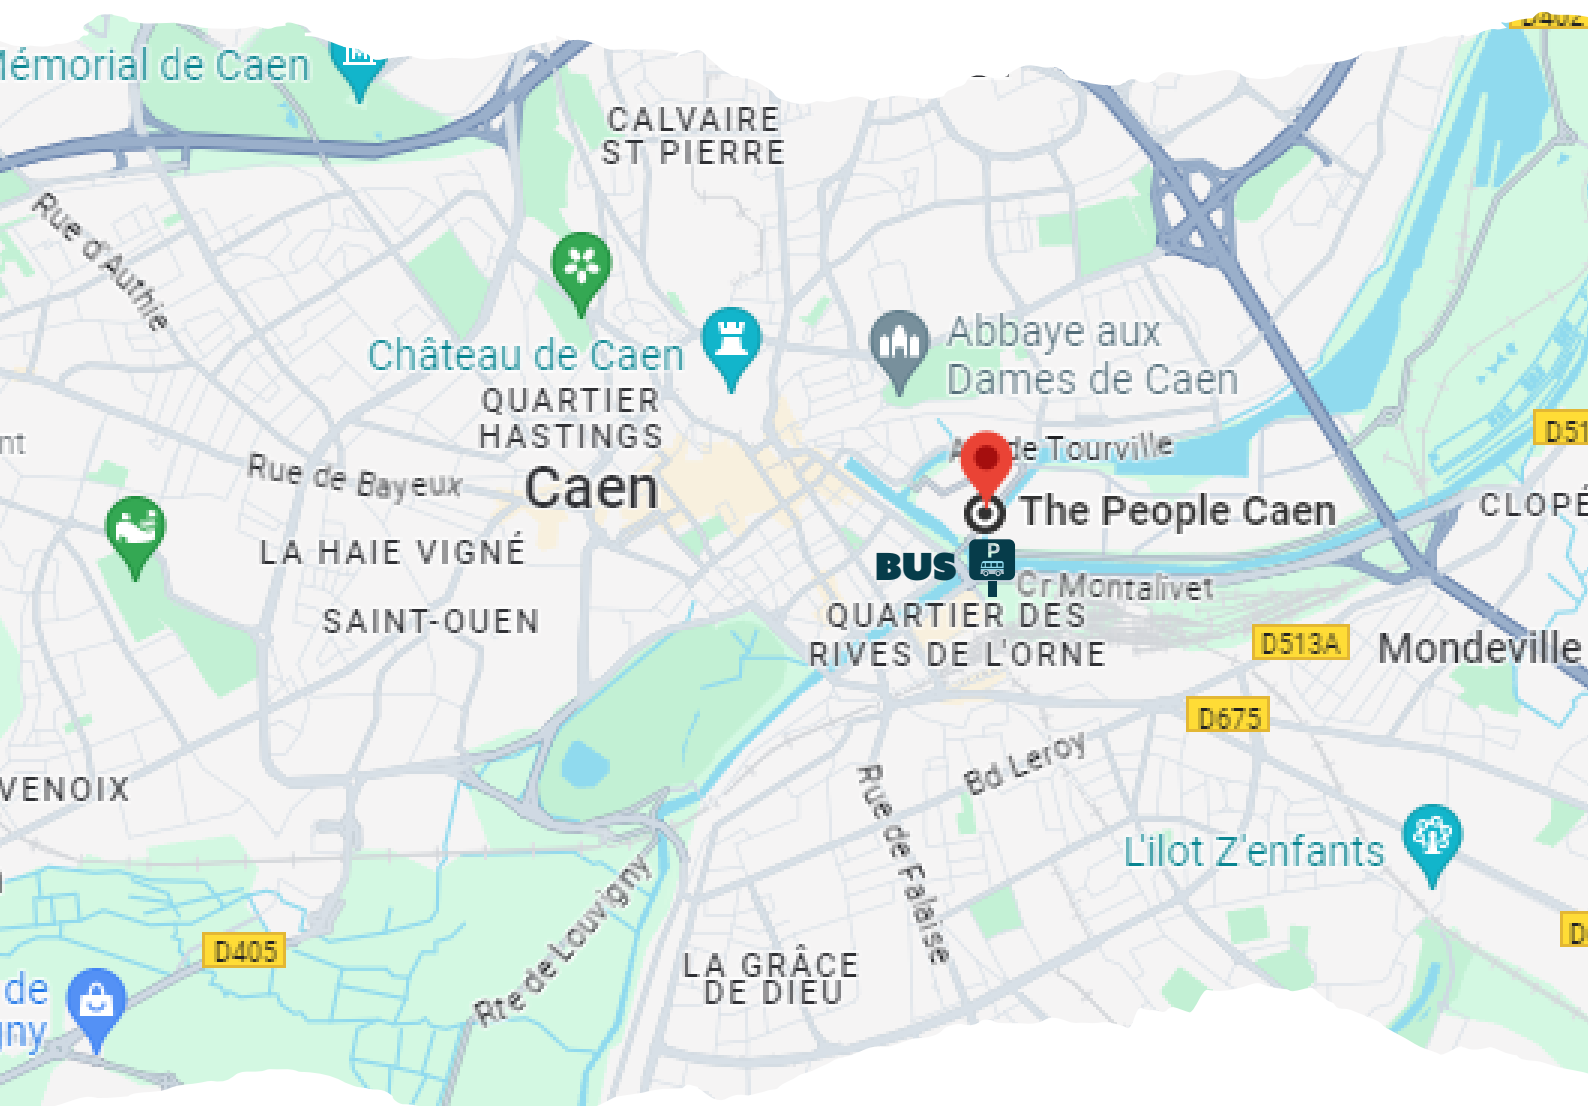 Mémorial de Caen
CALVAIRE
ST PIERRE
Rue d'Authie
Château de Caen
Abbaye aux
Dames de Caen
QUARTIER
HASTINGS
D51
de Tourville
Rue de Bayeux
Caen
The People Caen
CLOPÉ
LA HAIE VIGNÉ
BUS
P
Cr Montalivet
SAINT-OUEN
QUARTIER DES
RIVES DE L'ORNE
D513A
Mondeville
D675
VENOIX
Bd Leroy
Rue de Falaise
L'ilot Z'enfants
Rte de Louvigny
D405
LA GRÂCE
DE DIEU
de
gny